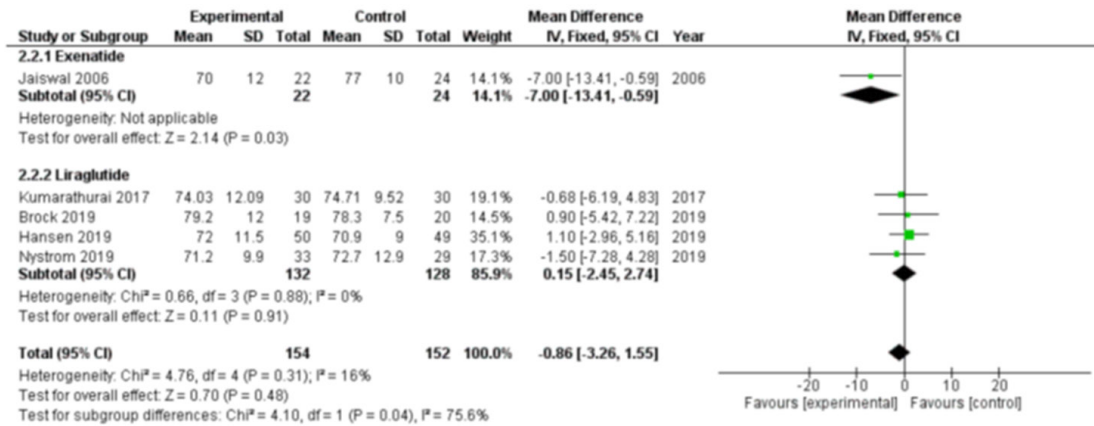 Experimental Control Mean Difference Mean Difference
Study or Subgroup Mean SD Total Mean SD Total Weight IV, Fixed, 95% CI Year IV, Fixed, 95% CI
2.2.1 Exenatide
Jaiswal 2006 70 12 22 77 10 24 14.1% -7.00 [-13.41, -0.59] 2006
Subtotal (95% CI) 22 24 14.1% -7.00 [-13.41, -0.59]
Heterogeneity: Not applicable
Test for overall effect: Z = 2.14 (P = 0.03)
2.2.2 Liraglutide
Kumarathurai 2017 74.03 12.09 30 74.71 9.52 30 19.1% -0.68 [-6.19, 4.83] 2017
Brock 2019 79.2 12 19 78.3 7.5 20 14.5% 0.90 [-5.42, 7.22] 2019
Hansen 2019 72 11.5 50 70.9 9 49 35.1% 1.10 [-2.96, 5.16] 2019
Nystrom 2019 71.2 9.9 33 72.7 12.9 29 17.3% -1.50 [-7.28, 4.28] 2019
Subtotal (95% CI) 132 128 85.9% 0.15 [-2.45, 2.74]
Heterogeneity: Chi² = 0.66, df = 3 (P = 0.88); I² = 0%
Test for overall effect: Z = 0.11 (P = 0.91)
Total (95% CI) 154 152 100.0% -0.86 [-3.26, 1.55]
Heterogeneity: Chi² = 4.76, df = 4 (P = 0.31); I² = 16%
Test for overall effect: Z = 0.70 (P = 0.48)
Test for subgroup differences: Chi² = 4.10, df = 1 (P = 0.04), I² = 75.6%
-20 -10 0 10 20
Favours [experimental] Favours [control]